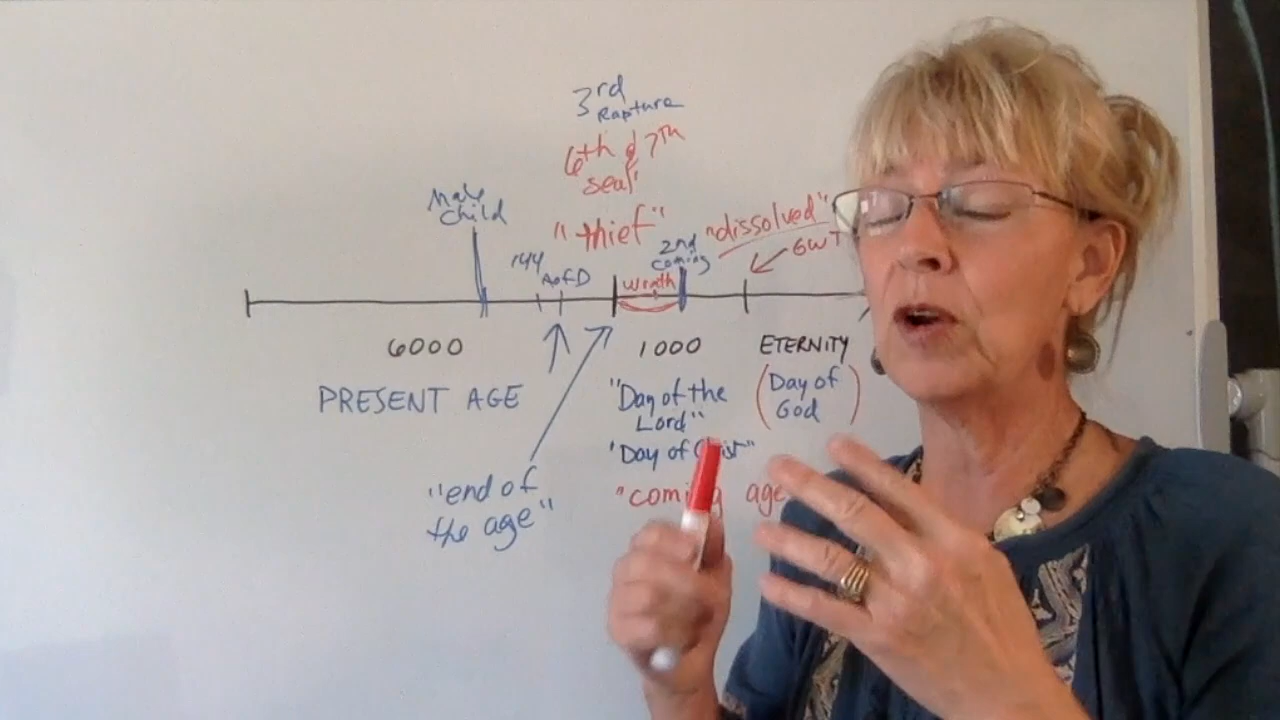 3rd
Rapture
6th & 7th
seal"
Male
Child
"thief"
"dissolved"
GWT
144
AofD
2nd
coming
wrath
6000
1000
ETERNITY
PRESENT AGE
"Day of the
Lord"
(Day of
God)
"Day of Christ"
"end of
the age"
"coming age